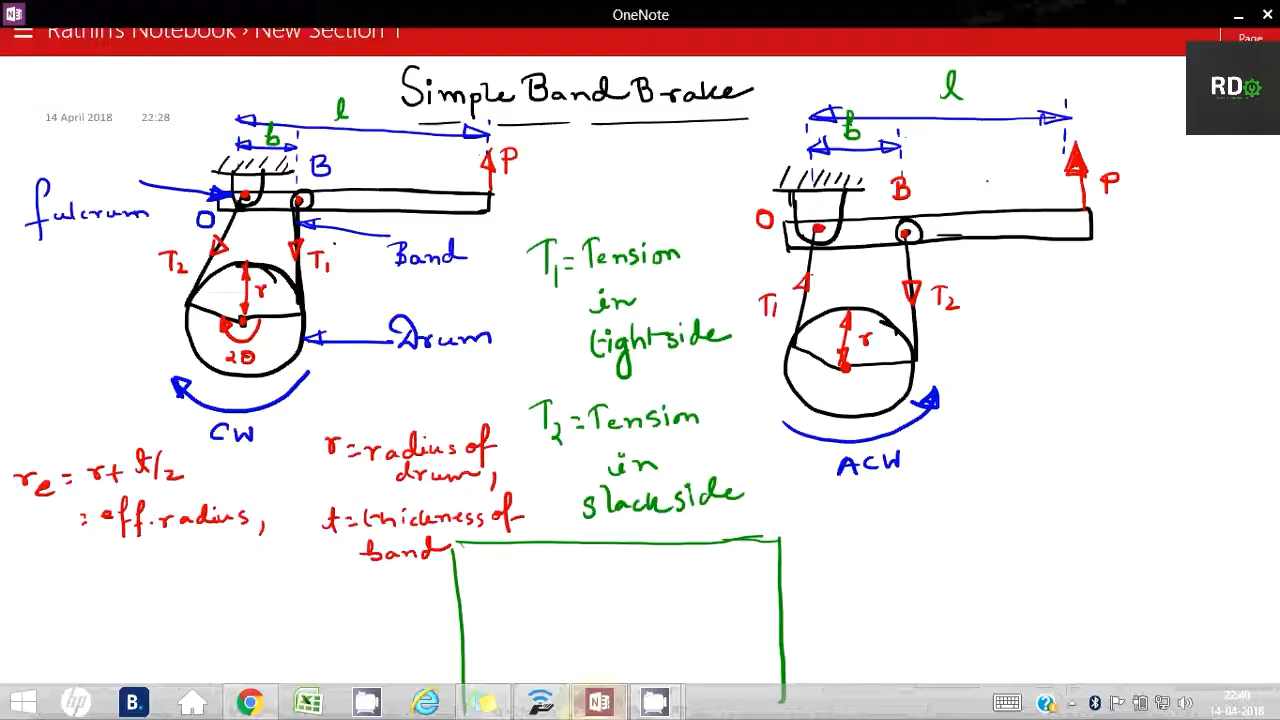 OneNote
Rathin's Notebook › New Section 1
Page
RD
14 April 2018
22:28
Simple Band Brake
l
b
B
P
fulcrum
O
T2
T1
Band
r
2θ
Drum
CW
T1 = Tension
in
tight side
T2 = Tension
in
slack side
l
b
B
P
O
T1
T2
r
ACW
re = r + t/2
= eff. radius,
r = radius of
drum,
t = thickness of
band
22:40
14-04-2018